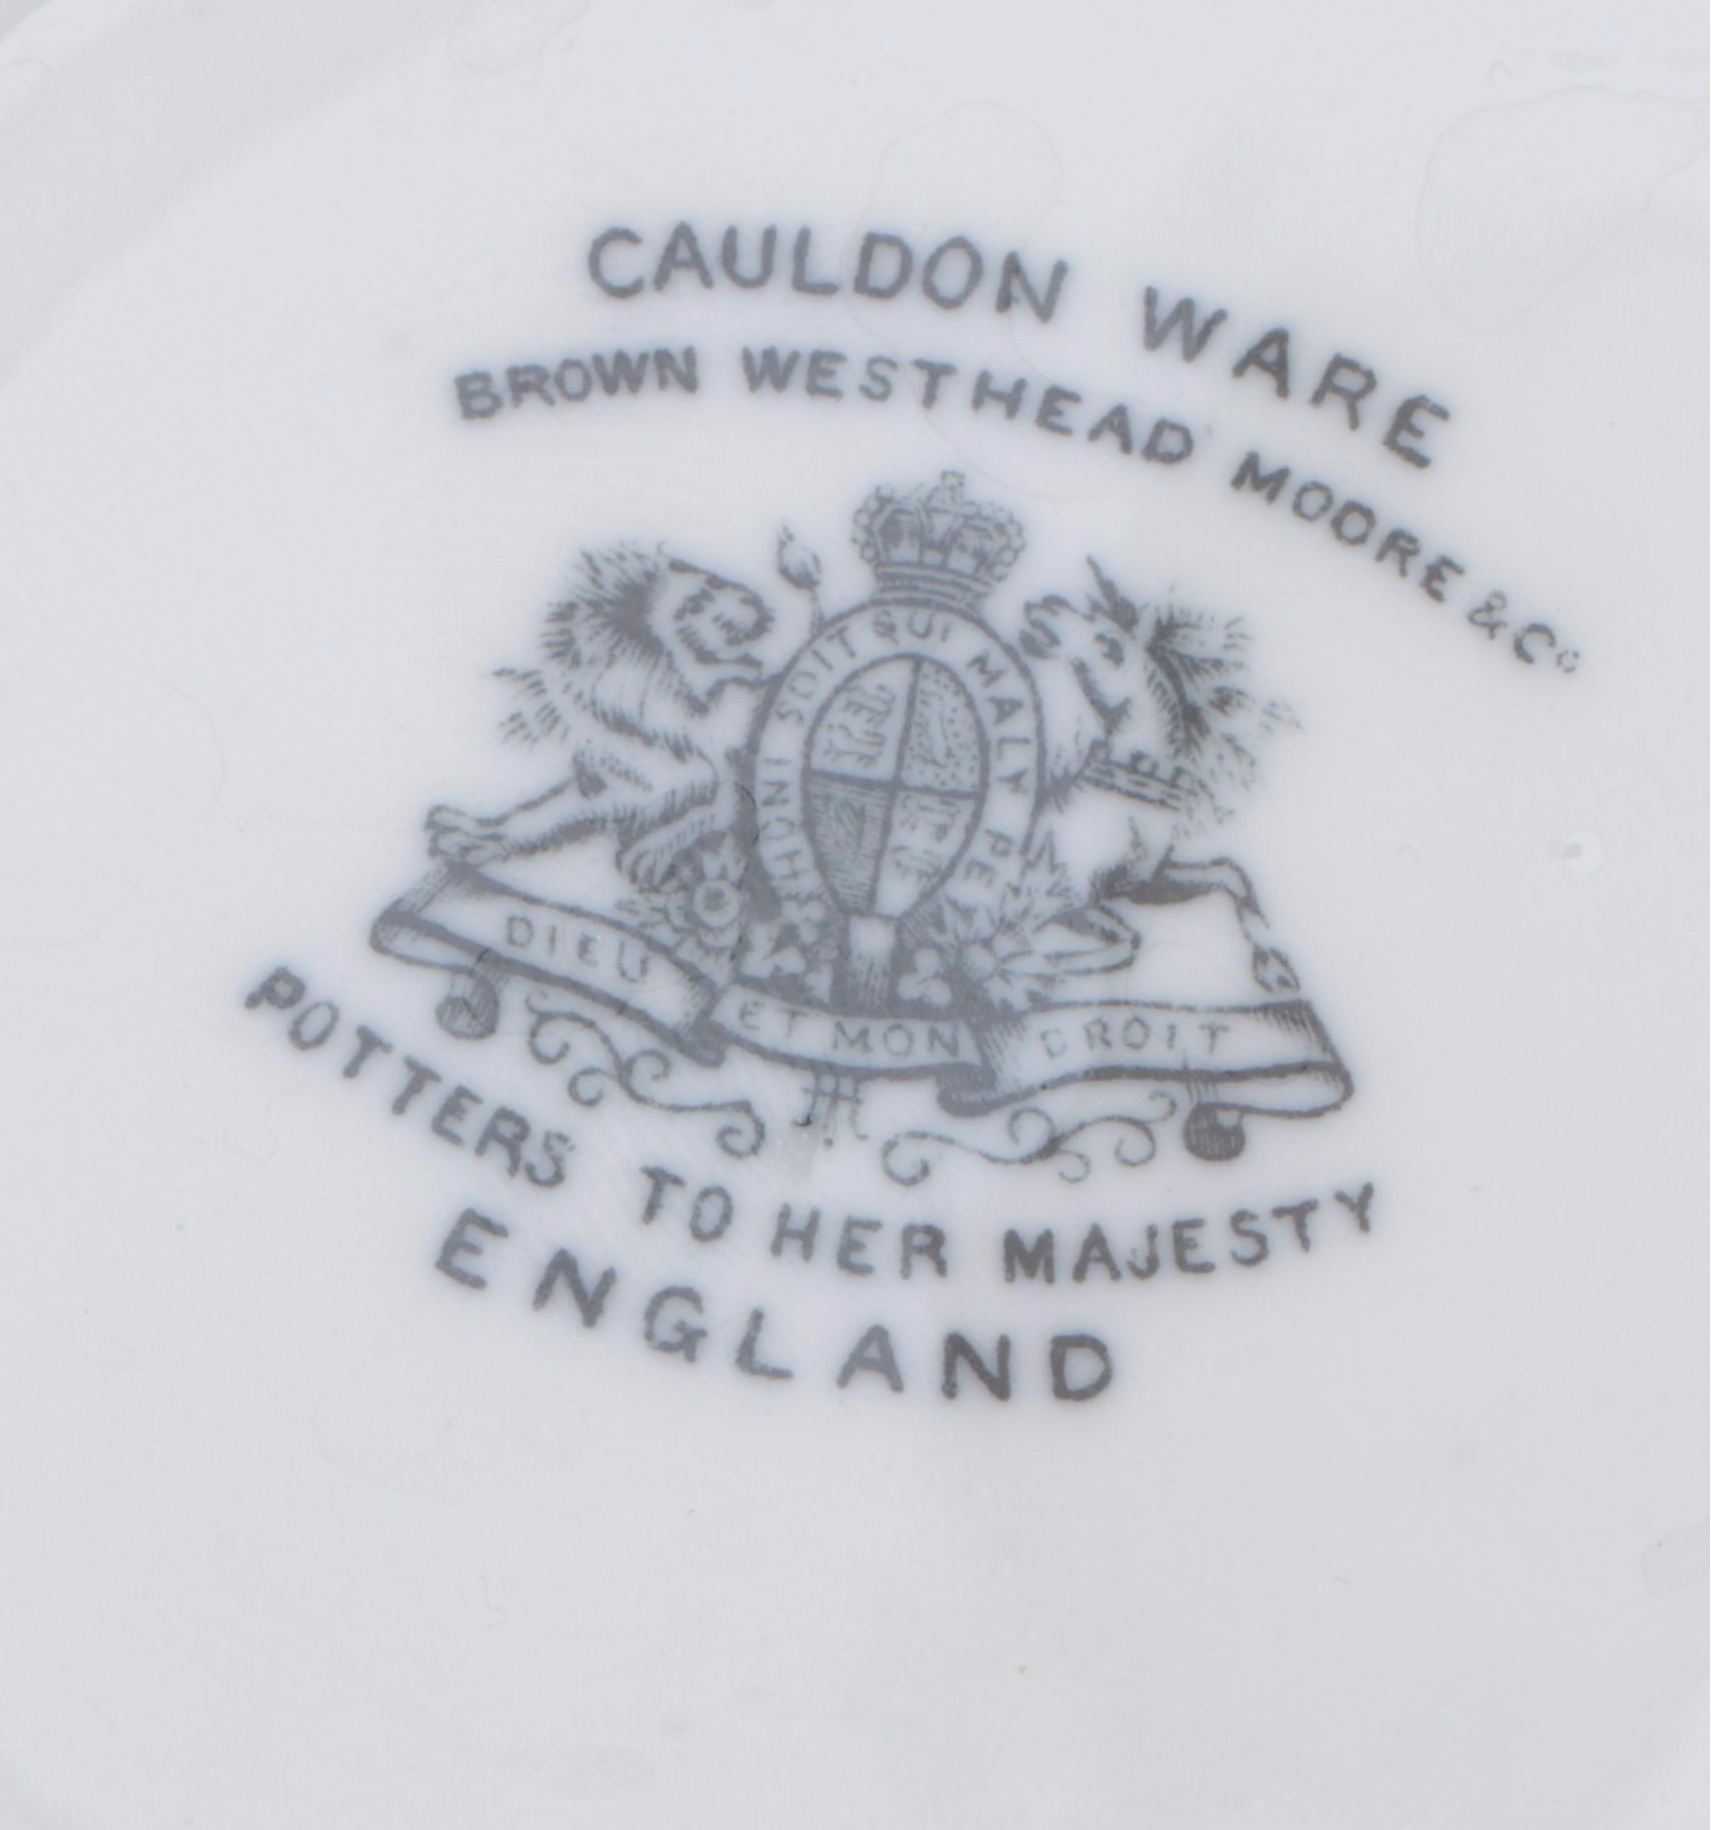 CAULDON WARE
BROWN WESTHEAD MOORE & Co
HONI SOIT QUI MAL Y PE
DIEU ET MON DROIT
POTTERS TO HER MAJESTY
ENGLAND